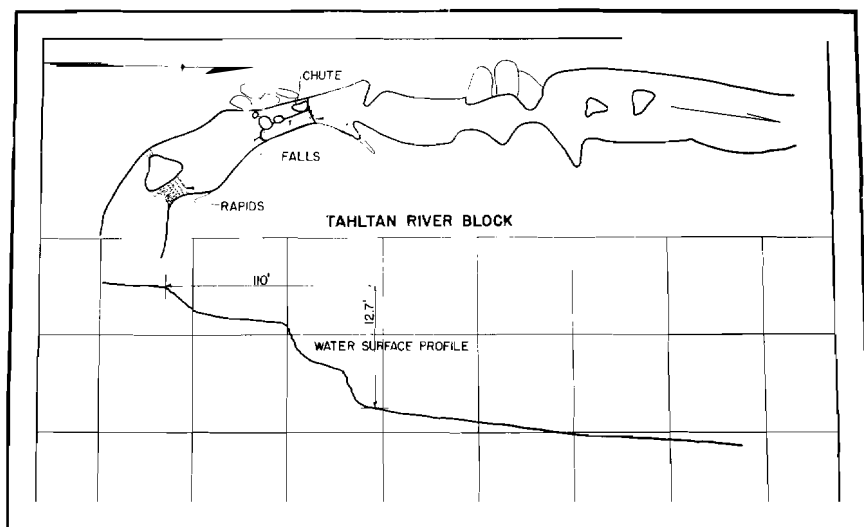 CHUTE
FALLS
RAPIDS
TAHLTAN RIVER BLOCK
110'
12.7'
WATER SURFACE PROFILE